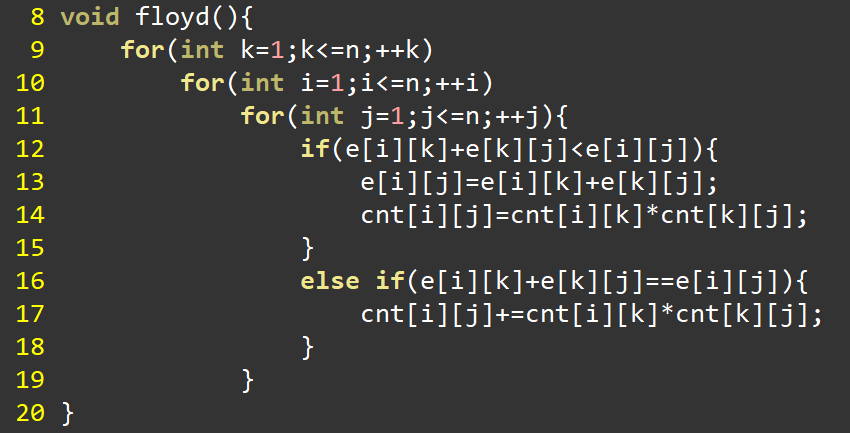 8 void floyd(){
9     for(int k=1;k<=n;++k)
10         for(int i=1;i<=n;++i)
11             for(int j=1;j<=n;++j){
12                 if(e[i][k]+e[k][j]<e[i][j]){
13                     e[i][j]=e[i][k]+e[k][j];
14                     cnt[i][j]=cnt[i][k]*cnt[k][j];
15                 }
16                 else if(e[i][k]+e[k][j]==e[i][j]){
17                     cnt[i][j]+=cnt[i][k]*cnt[k][j];
18                 }
19             }
20 }